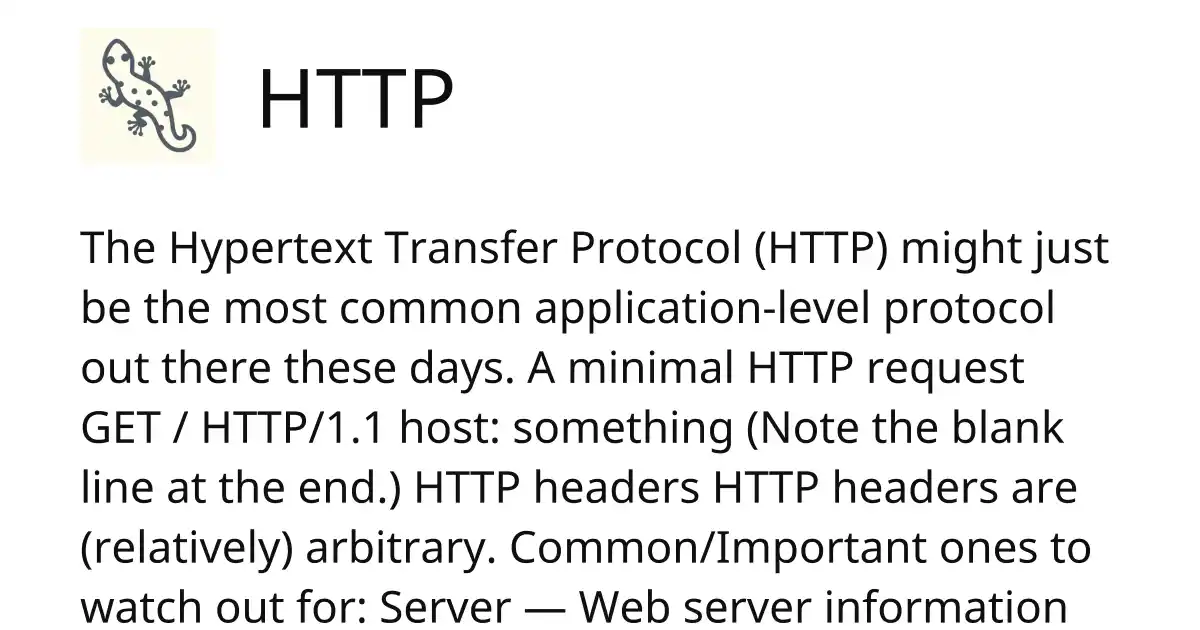 HTTP
The Hypertext Transfer Protocol (HTTP) might just
be the most common application-level protocol
out there these days. A minimal HTTP request
GET / HTTP/1.1 host: something (Note the blank
line at the end.) HTTP headers HTTP headers are
(relatively) arbitrary. Common/Important ones to
watch out for: Server — Web server information